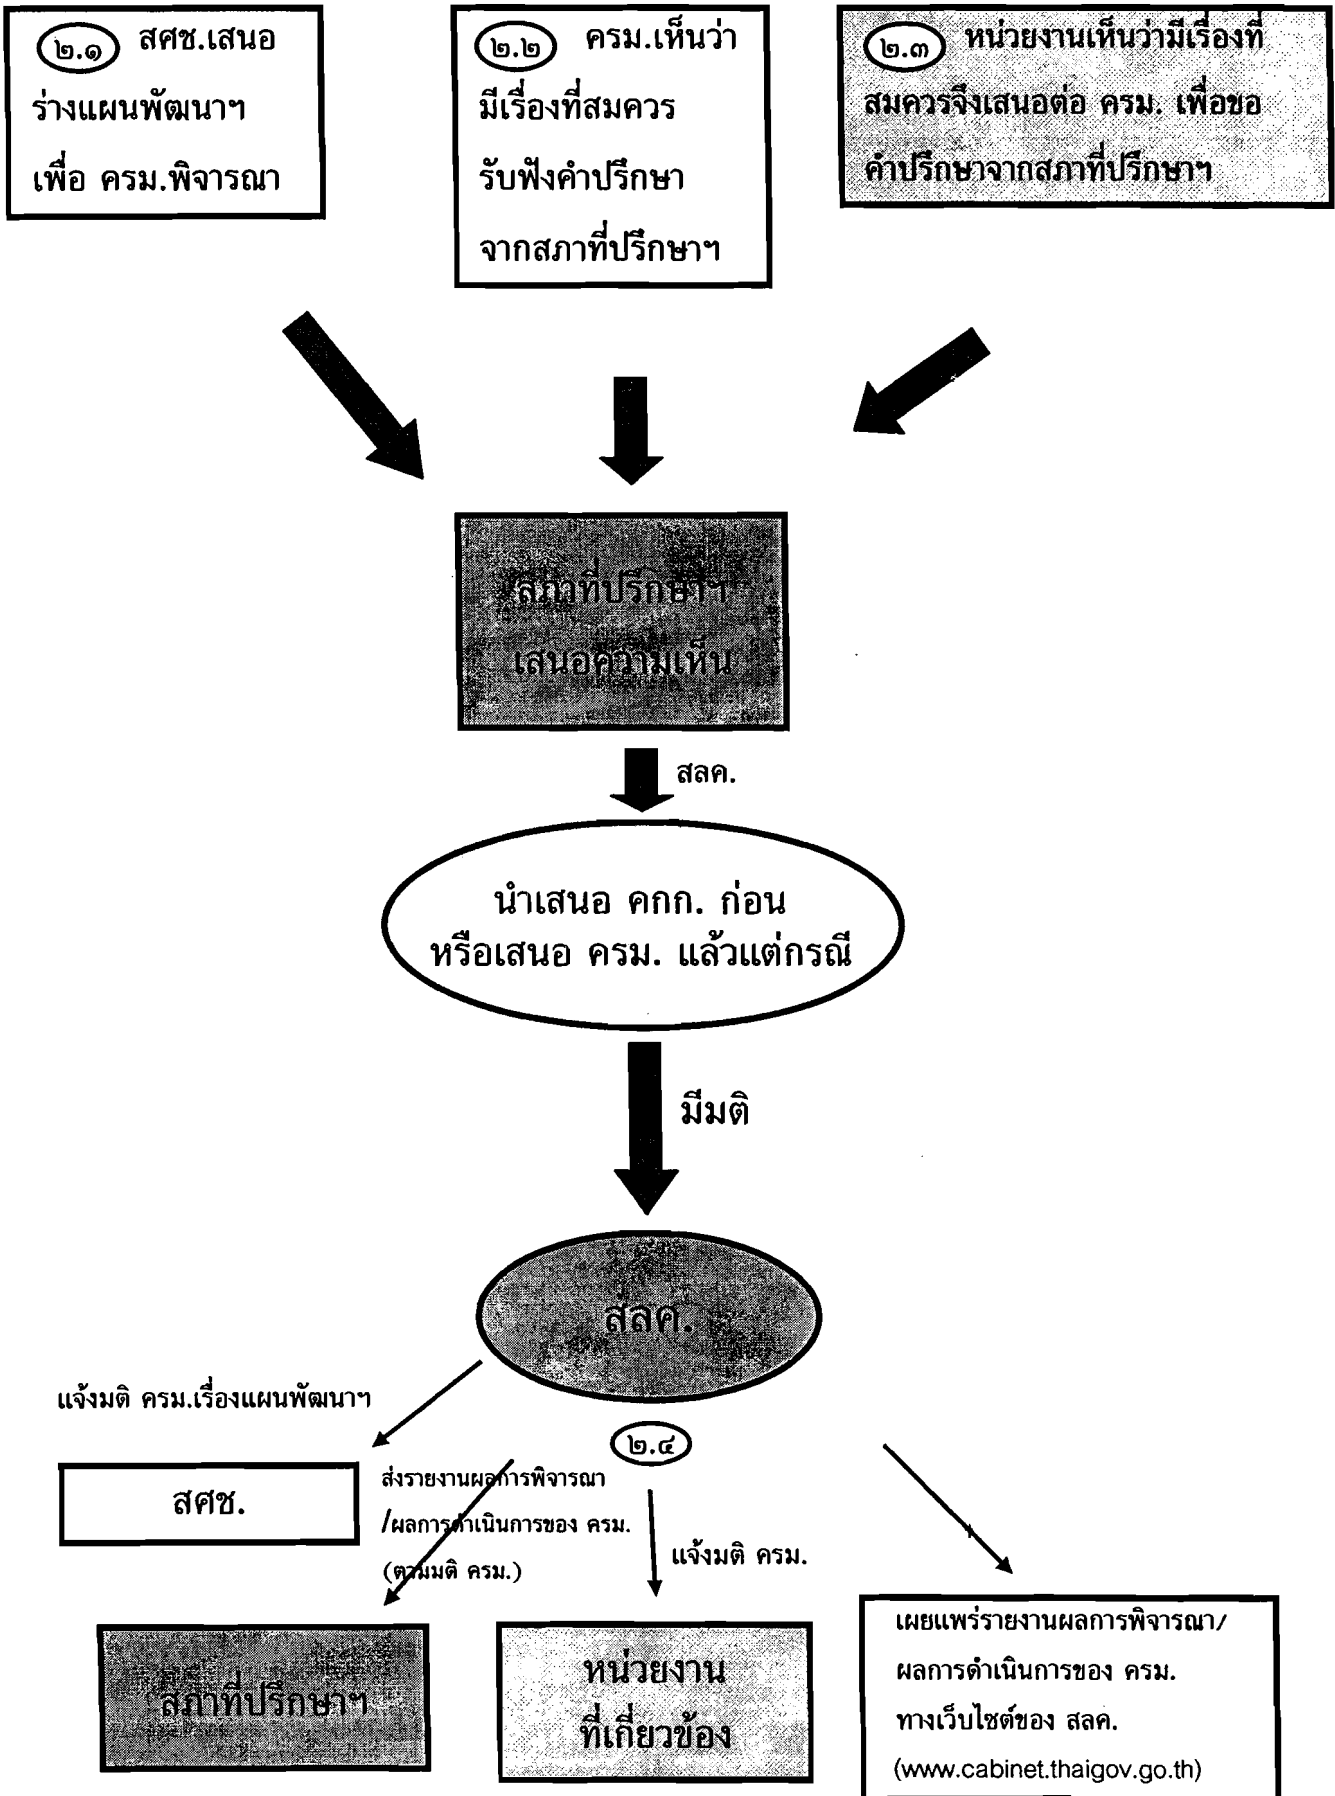 ๒.๑ สศช.เสนอ
ร่างแผนพัฒนาฯ
เพื่อ ครม.พิจารณา
๒.๒ ครม.เห็นว่า
มีเรื่องที่สมควร
รับฟังคำปรึกษา
จากสภาที่ปรึกษาฯ
๒.๓ หน่วยงานเห็นว่ามีเรื่องที่
สมควรจึงเสนอต่อ ครม. เพื่อขอ
คำปรึกษาจากสภาที่ปรึกษาฯ
สภาที่ปรึกษาฯ
เสนอความเห็น
สลค.
นำเสนอ คกก. ก่อน
หรือเสนอ ครม. แล้วแต่กรณี
มีมติ
สลค.
แจ้งมติ ครม.เรื่องแผนพัฒนาฯ
๒.๔
สศช.
ส่งรายงานผลการพิจารณา
/ผลการดำเนินการของ ครม.
(ตามมติ ครม.)
แจ้งมติ ครม.
สภาที่ปรึกษาฯ
หน่วยงาน
ที่เกี่ยวข้อง
เผยแพร่รายงานผลการพิจารณา/
ผลการดำเนินการของ ครม.
ทางเว็บไซต์ของ สลค.
(www.cabinet.thaigov.go.th)